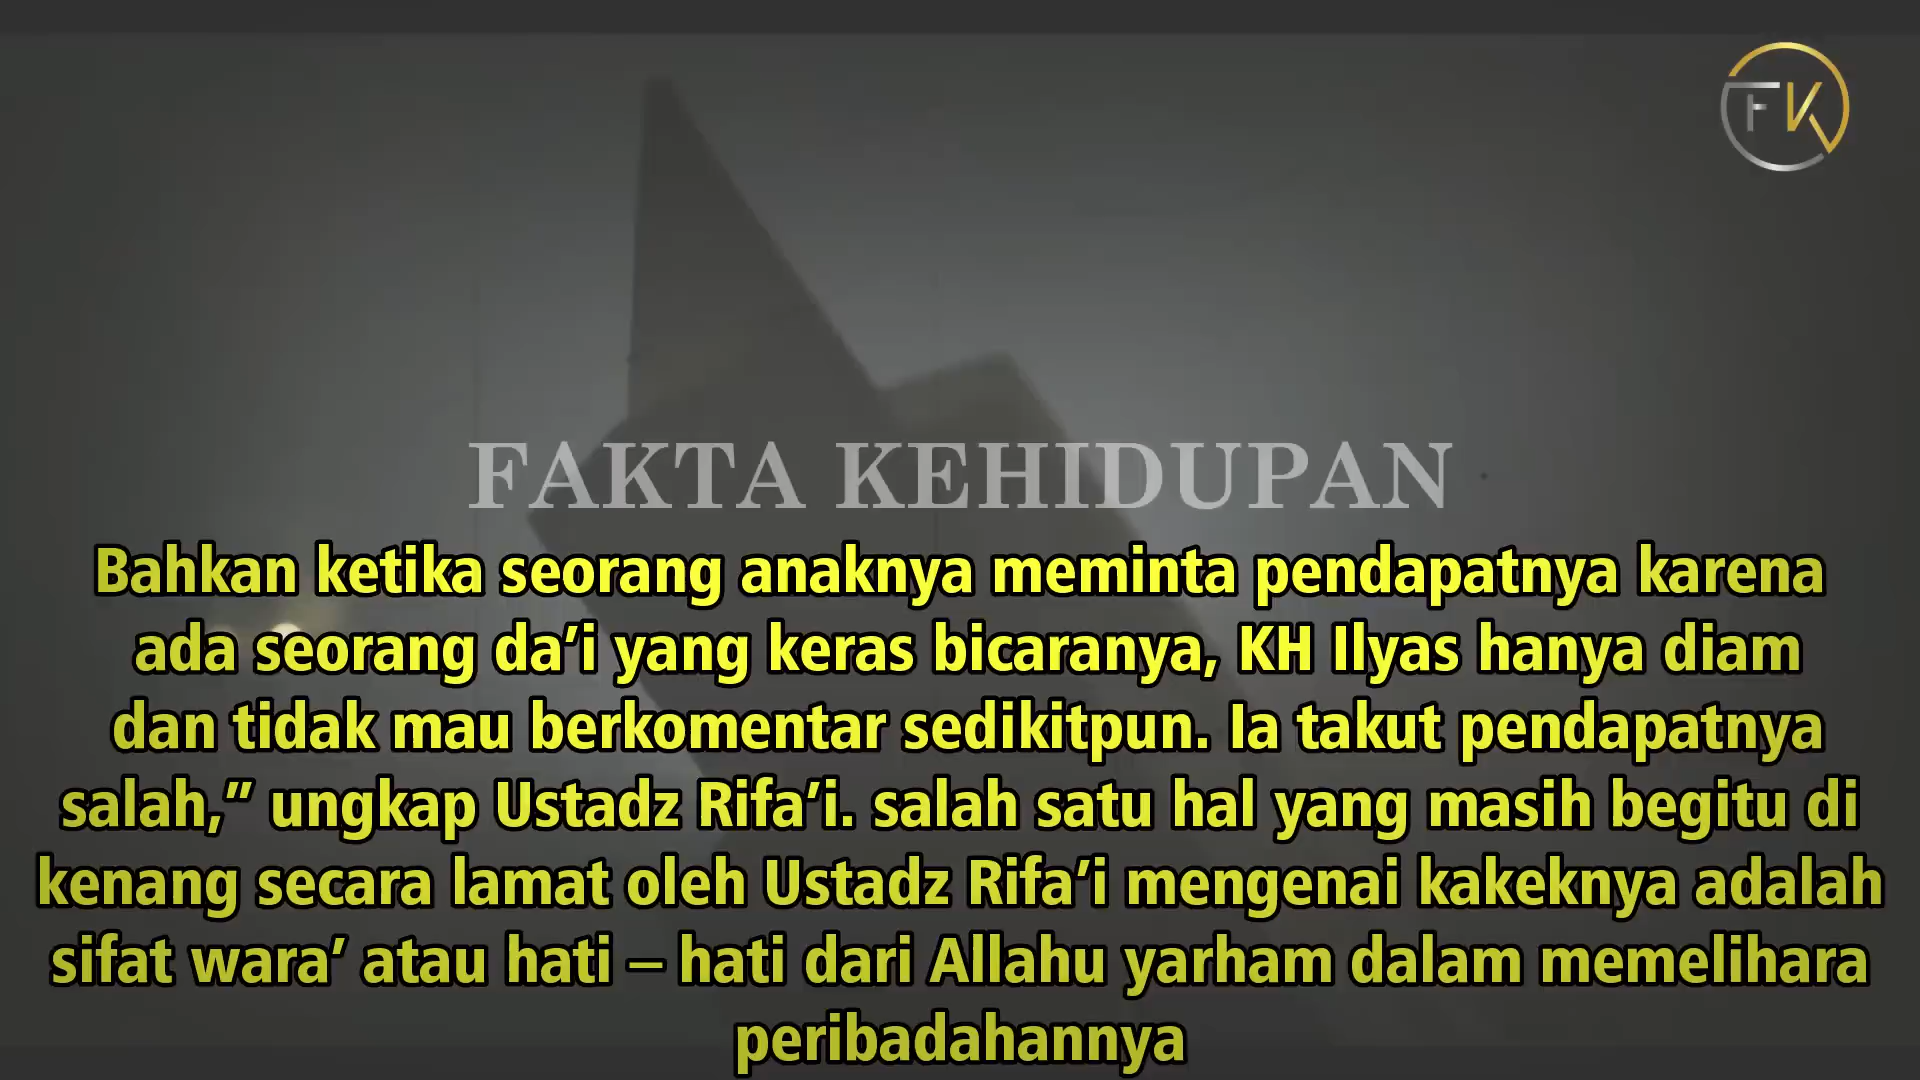 FK
FAKTA KEHIDUPAN
Bahkan ketika seorang anaknya meminta pendapatnya karena
ada seorang da’i yang keras bicaranya, KH Ilyas hanya diam
dan tidak mau berkomentar sedikitpun. Ia takut pendapatnya
salah,” ungkap Ustadz Rifa’i. salah satu hal yang masih begitu di
kenang secara lamat oleh Ustadz Rifa’i mengenai kakeknya adalah
sifat wara’ atau hati – hati dari Allahu yarham dalam memelihara
peribadahannya